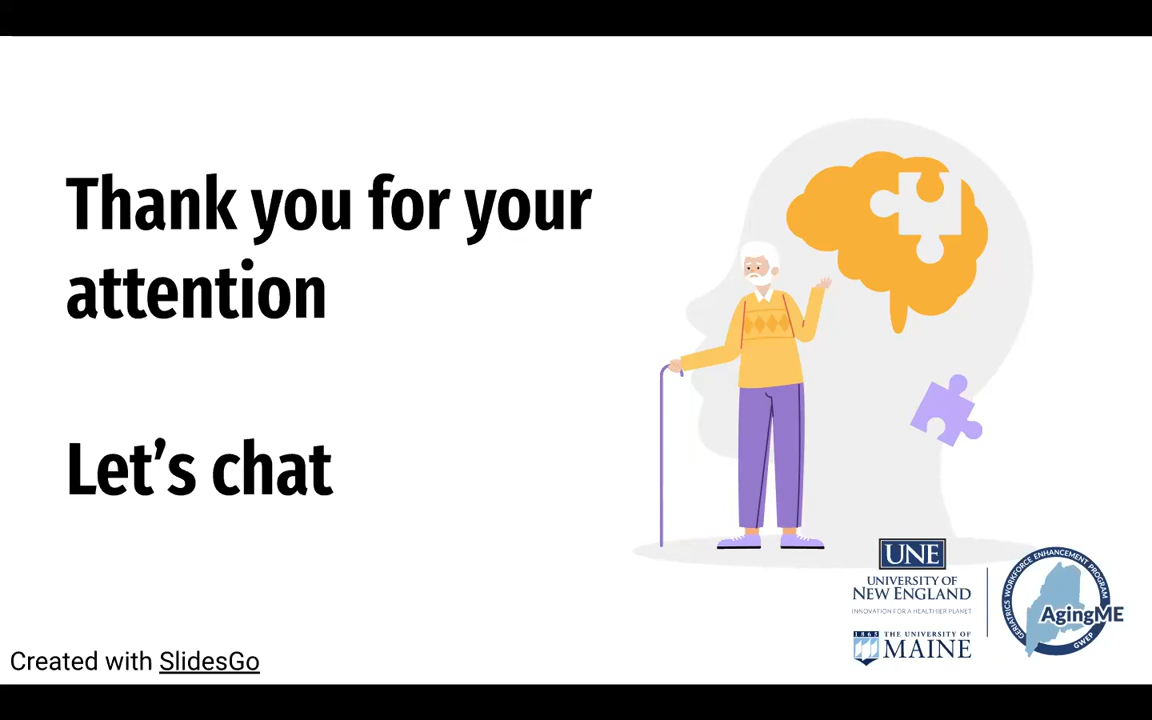 Thank you for your
attention
Let’s chat
UNE
UNIVERSITY OF
NEW ENGLAND
INNOVATION FOR A HEALTHIER PLANET
1865 THE UNIVERSITY OF
MAINE
GERIATRICS WORKFORCE ENHANCEMENT PROGRAM
AgingME
GWEP
Created with SlidesGo